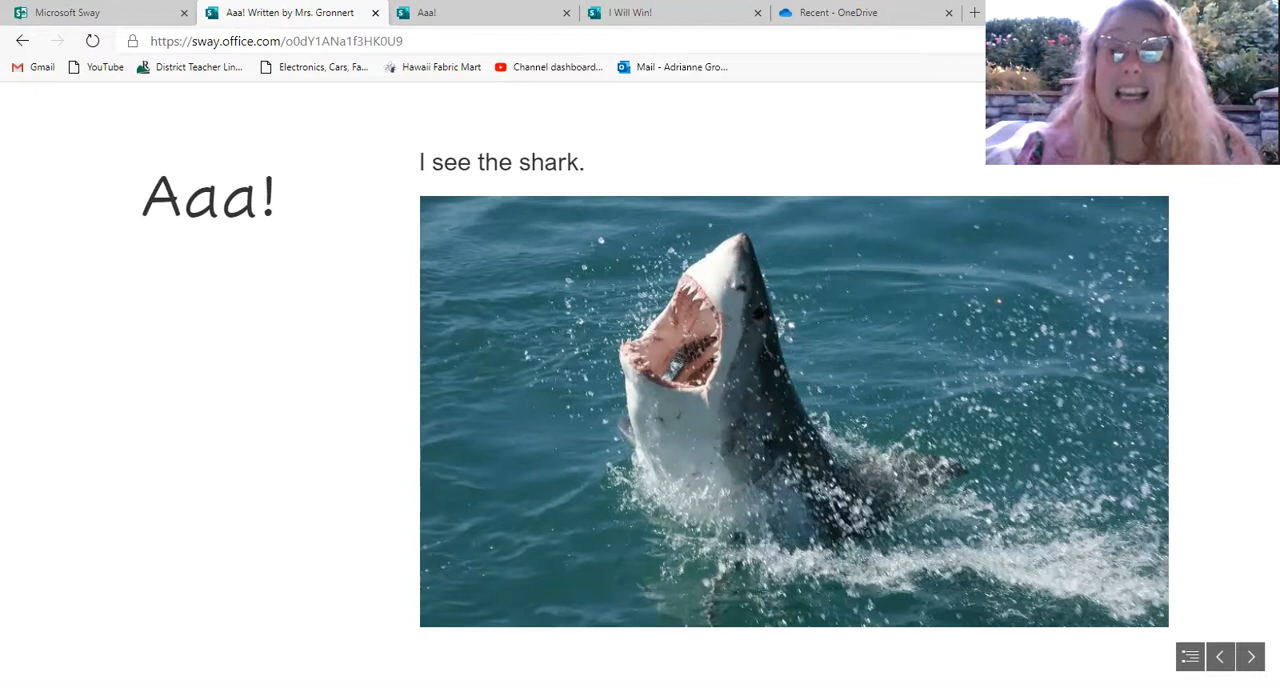 Microsoft Sway
Aaa! Written by Mrs. Gronnert
Aaa!
I Will Win!
Recent - OneDrive
https://sway.office.com/o0dY1ANa1f3HK0U9
Gmail
YouTube
District Teacher Lin...
Electronics, Cars, Fa...
Hawaii Fabric Mart
Channel dashboard...
Mail - Adrianne Gro...
I see the shark.
Aaa!